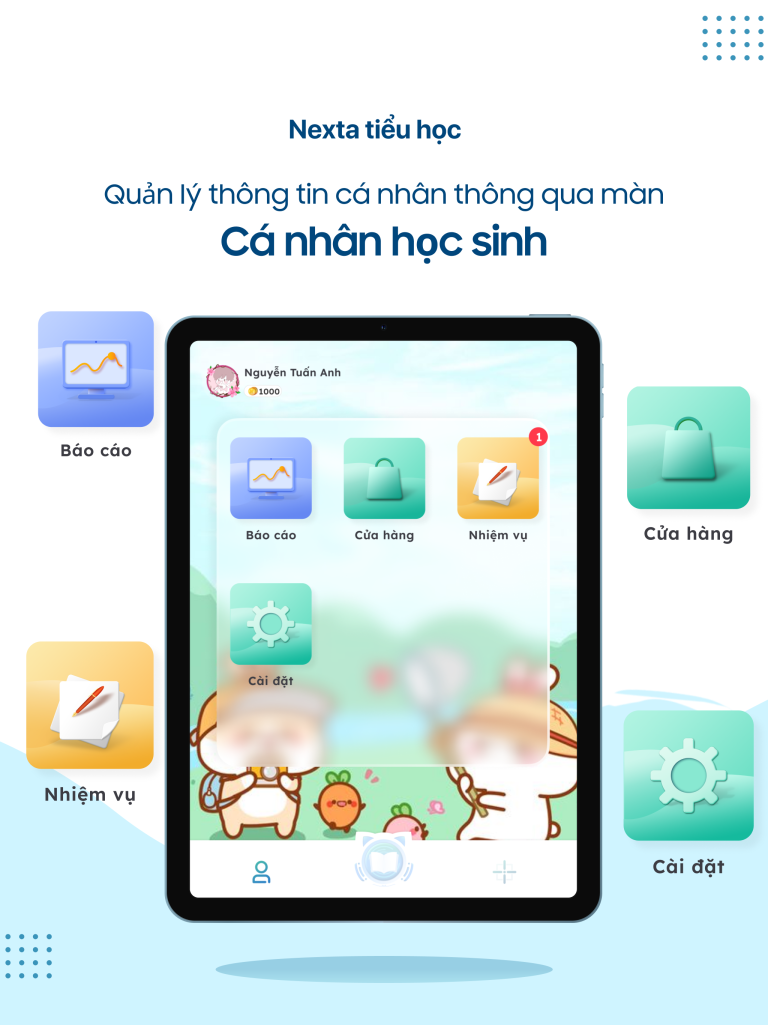 Nexta tiểu học
Quản lý thông tin cá nhân thông qua màn
Cá nhân học sinh
Báo cáo
Nguyễn Tuấn Anh
1000
1
Báo cáo
Cửa hàng
Nhiệm vụ
Cửa hàng
Cài đặt
Nhiệm vụ
Cài đặt